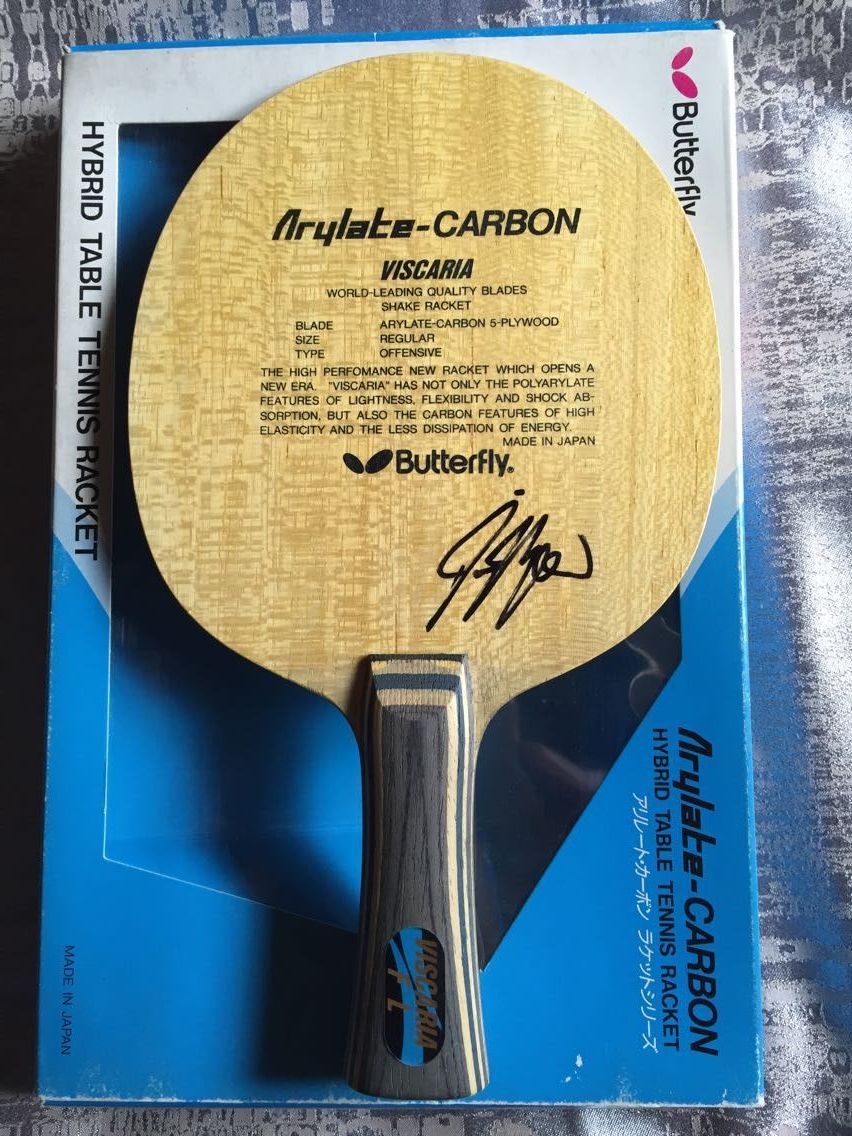 Butterfly
HYBRID TABLE TENNIS RACKET
Arylate-CARBON
VISCARIA
WORLD-LEADING QUALITY BLADES
SHAKE RACKET
BLADE ARYLATE-CARBON 5-PLYWOOD
SIZE REGULAR
TYPE OFFENSIVE
THE HIGH PERFOMANCE NEW RACKET WHICH OPENS A
NEW ERA. "VISCARIA" HAS NOT ONLY THE POLYARYLATE
FEATURES OF LIGHTNESS, FLEXIBILITY AND SHOCK AB-
SORPTION, BUT ALSO THE CARBON FEATURES OF HIGH
ELASTICITY AND THE LESS DISSIPATION OF ENERGY.
MADE IN JAPAN
Butterfly.
Arylate-CARBON
HYBRID TABLE TENNIS RACKET
アリレート・カーボン ラケットシリーズ
VISCARIA
FL
MADE IN JAPAN